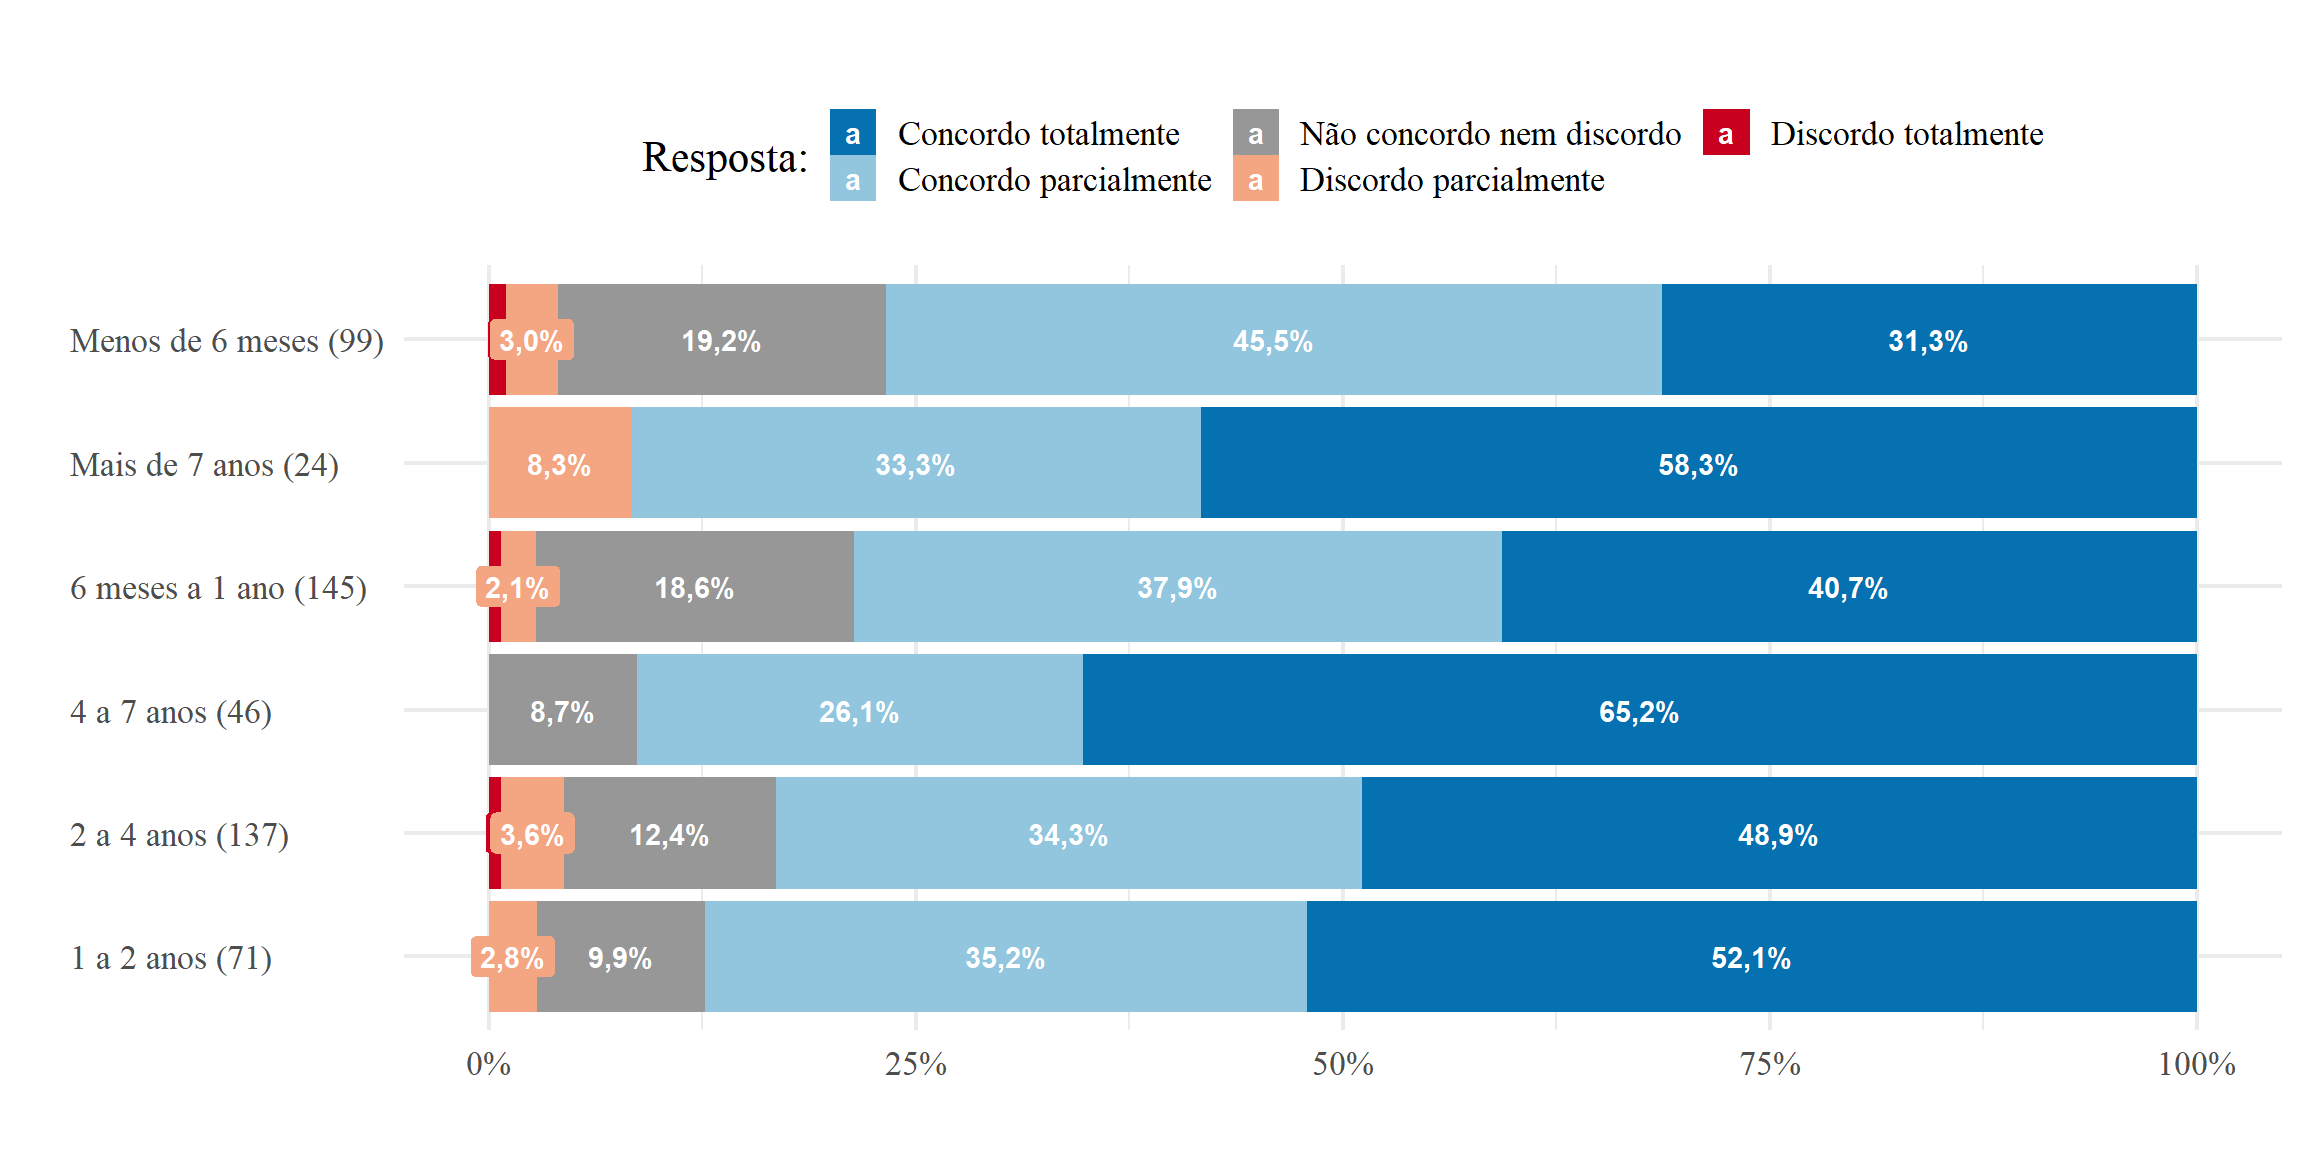 Resposta:
a Concordo totalmente
a Concordo parcialmente
a Não concordo nem discordo
a Discordo parcialmente
a Discordo totalmente
Menos de 6 meses (99) 3,0% 19,2% 45,5% 31,3%
Mais de 7 anos (24) 8,3% 33,3% 58,3%
6 meses a 1 ano (145) 2,1% 18,6% 37,9% 40,7%
4 a 7 anos (46) 8,7% 26,1% 65,2%
2 a 4 anos (137) 3,6% 12,4% 34,3% 48,9%
1 a 2 anos (71) 2,8% 9,9% 35,2% 52,1%
0% 25% 50% 75% 100%